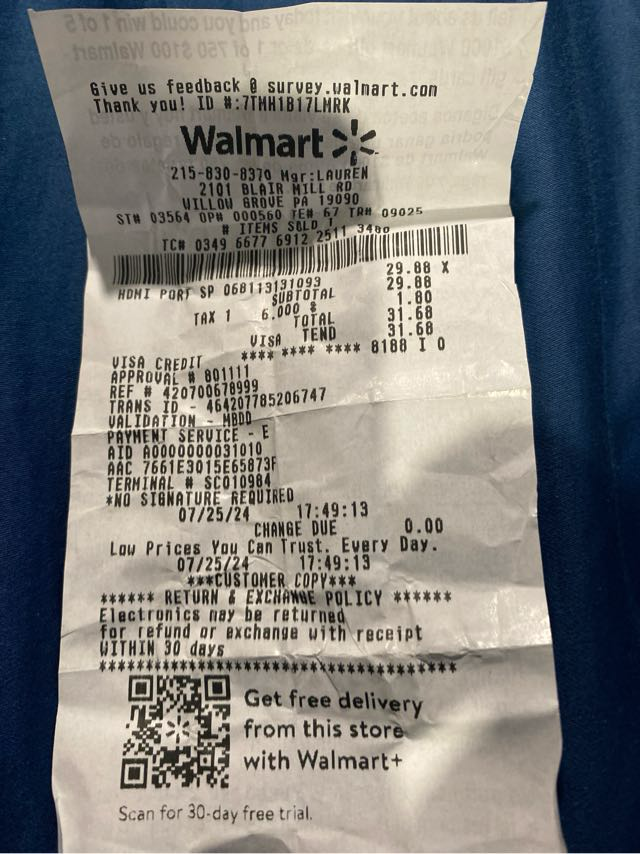 Give us feedback @ survey.walmart.com
Thank you! ID #:7TMH1B17LMRK
Walmart
215-830-8370 Mgr:LAUREN
2101 BLAIR MILL RD
WILLOW GROVE PA 19090
ST# 03564 OP# 000560 TE# 67 TR# 09025
# ITEMS SOLD 1
TC# 0349 6677 6912 2511 3480
HDMI PORT SP 068113131093 29.88 X
SUBTOTAL 29.88
TAX 1 6.000 % 1.80
TOTAL 31.68
VISA TEND 31.68
VISA CREDIT **** **** **** 8188 I 0
APPROVAL # 801111
REF # 420700678999
TRANS ID - 464207785206747
VALIDATION - MBDD
PAYMENT SERVICE - E
AID A0000000031010
AAC 7661E3015E65873F
TERMINAL # SC010984
*NO SIGNATURE REQUIRED
07/25/24 17:49:13
CHANGE DUE 0.00
Low Prices You Can Trust. Every Day.
07/25/24 17:49:13
***CUSTOMER COPY***
****** RETURN & EXCHANGE POLICY ******
Electronics may be returned
for refund or exchange with receipt
WITHIN 30 days
****************************************
Get free delivery
from this store
with Walmart+
Scan for 30-day free trial.